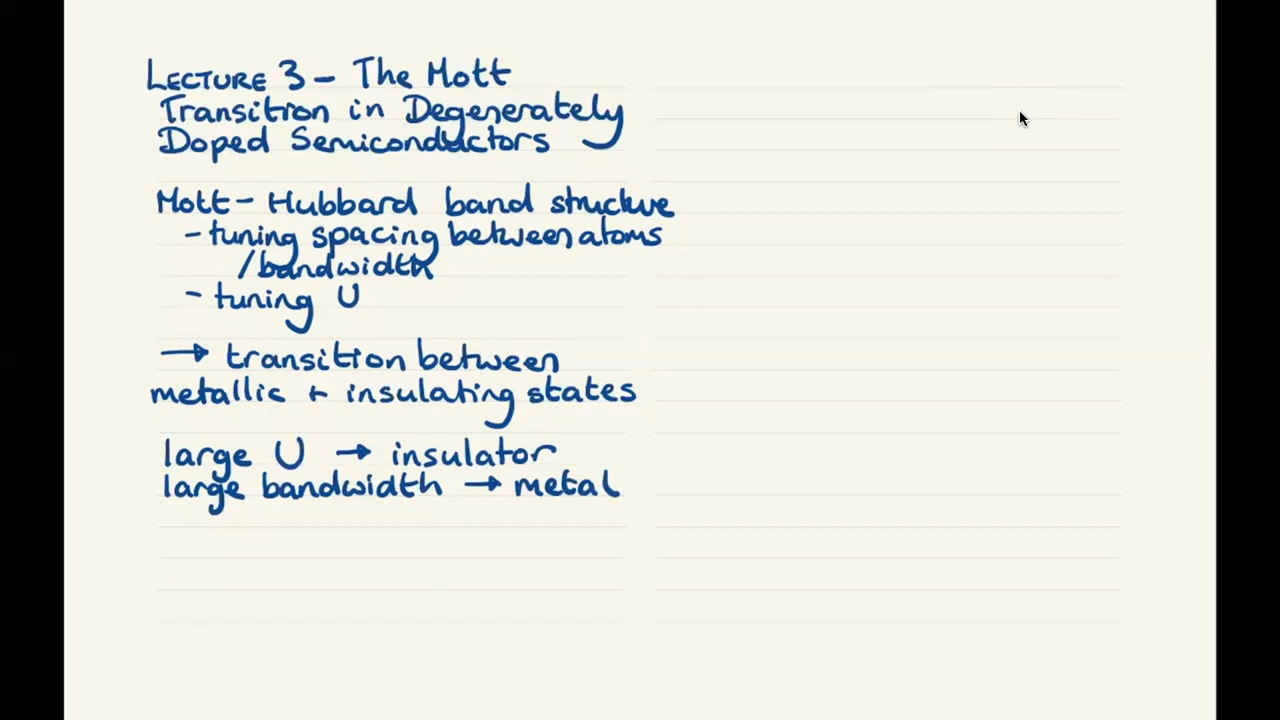 LECTURE 3 – The Mott
Transition in Degenerately
Doped Semiconductors
Mott – Hubbard band structure
– tuning spacing between atoms
/bandwidth
– tuning U
→ transition between
metallic + insulating states
large U → insulator
large bandwidth → metal